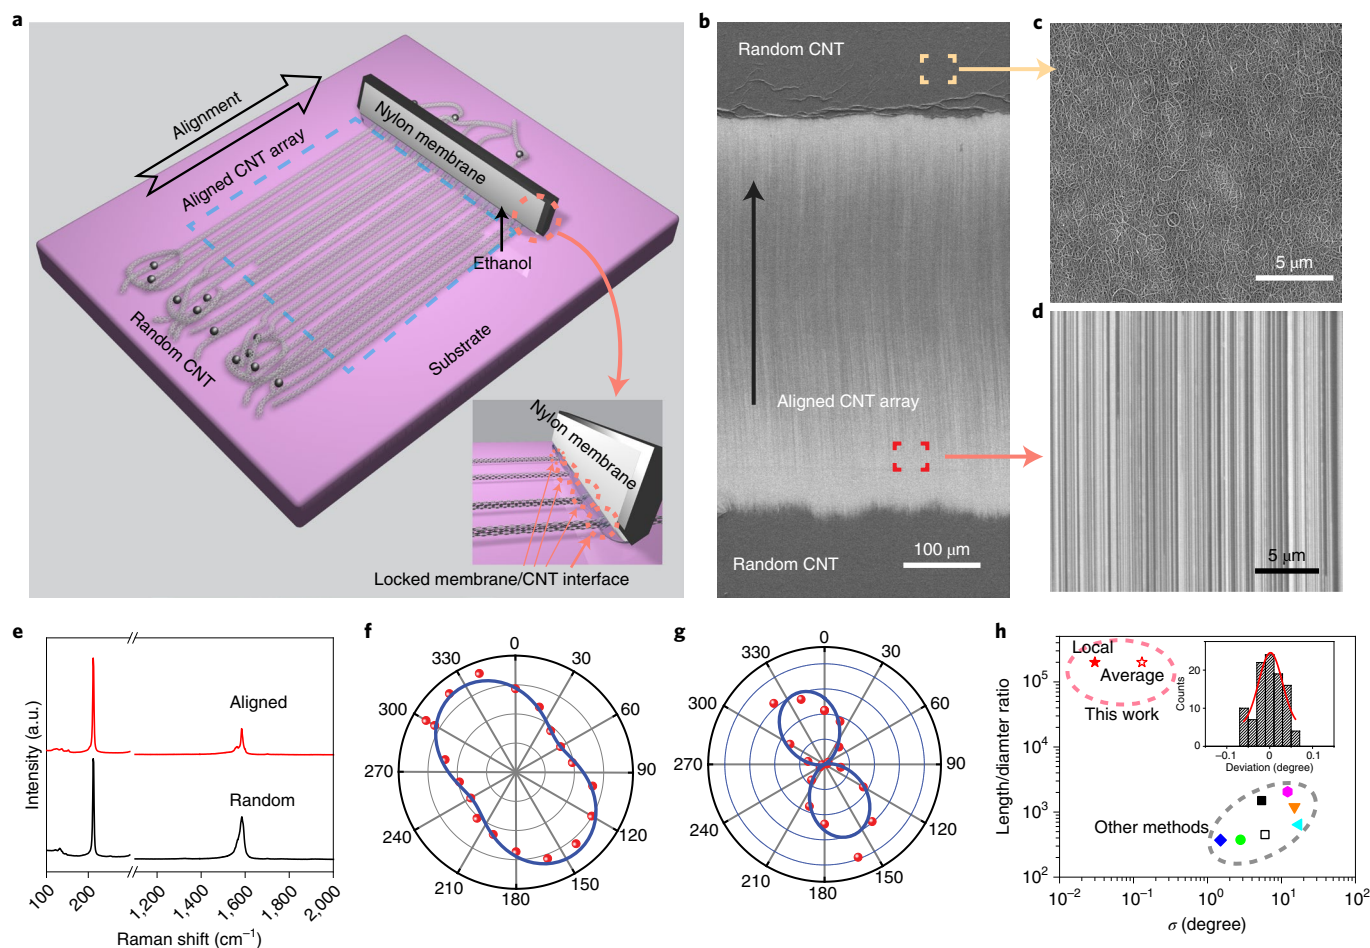 a
Alignment
Aligned CNT array
Nylon membrane
Ethanol
Random CNT
Substrate
Nylon membrane
Locked membrane/CNT interface
b
Random CNT
Aligned CNT array
Random CNT
100 μm
c
5 μm
d
5 μm
e
Intensity (a.u.)
Aligned
Random
100
200
1,200
1,400
1,600
1,800
2,000
Raman shift (cm⁻¹)
f
0
30
60
90
120
150
180
210
240
270
300
330
g
0
30
60
90
120
150
180
210
240
270
300
330
h
Length/diamter ratio
10⁵
10⁴
10³
10²
10⁻²
10⁻¹
10⁰
10¹
10²
σ (degree)
Local
Average
This work
Other methods
Counts
20
10
0
−0.1
0
0.1
Deviation (degree)